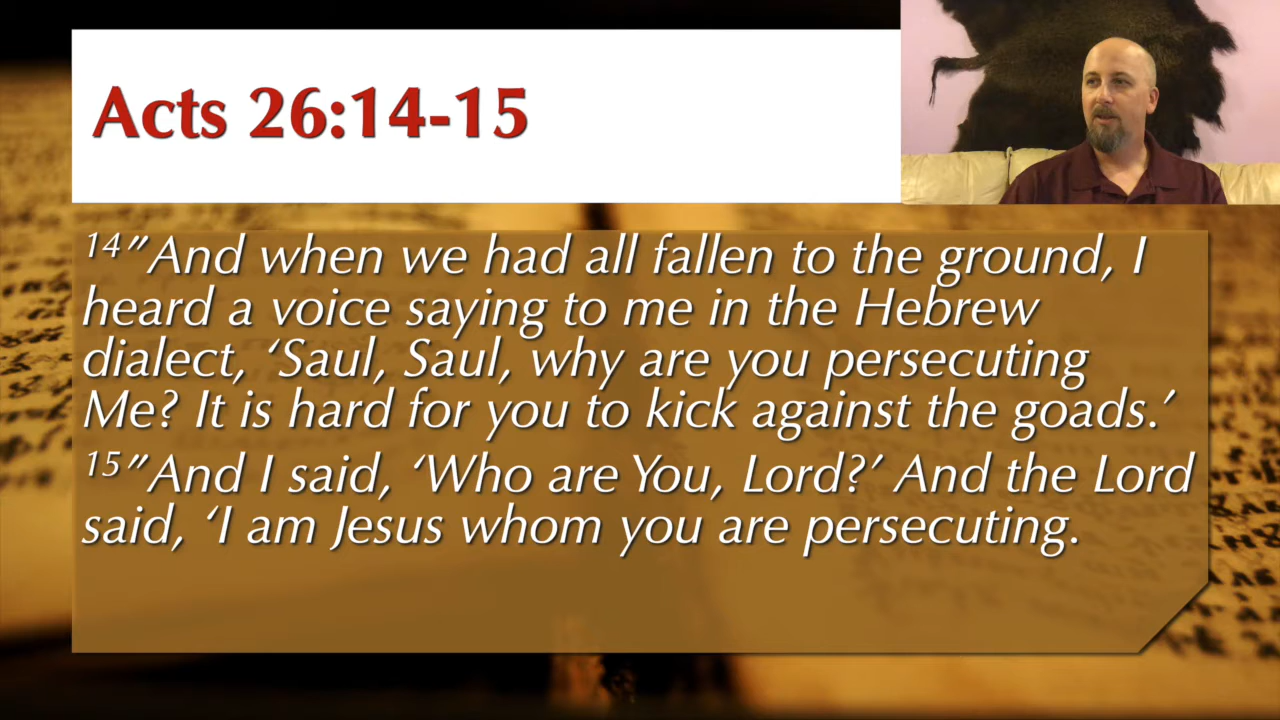 Acts 26:14-15
14"And when we had all fallen to the ground, I
heard a voice saying to me in the Hebrew
dialect, ‘Saul, Saul, why are you persecuting
Me? It is hard for you to kick against the goads.’
15"And I said, ‘Who are You, Lord?’ And the Lord
said, ‘I am Jesus whom you are persecuting.